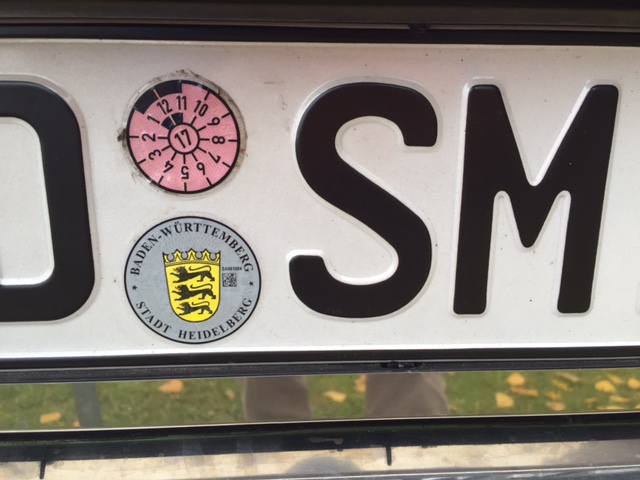 D SM
12 11 10 9 8 7 6 5 4 3 2 1
17
BADEN-WÜRTTEMBERG
STADT HEIDELBERG